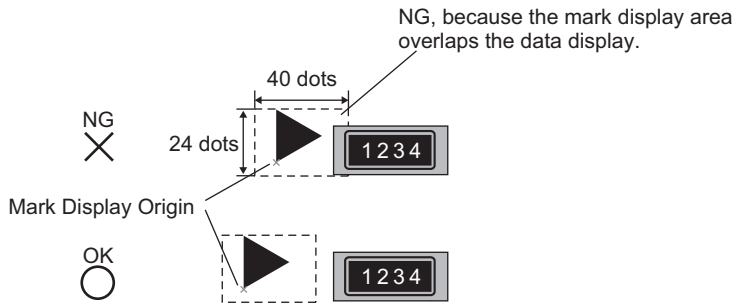 NG, because the mark display area
overlaps the data display.
40 dots
NG
24 dots
1234
Mark Display Origin
OK
1234